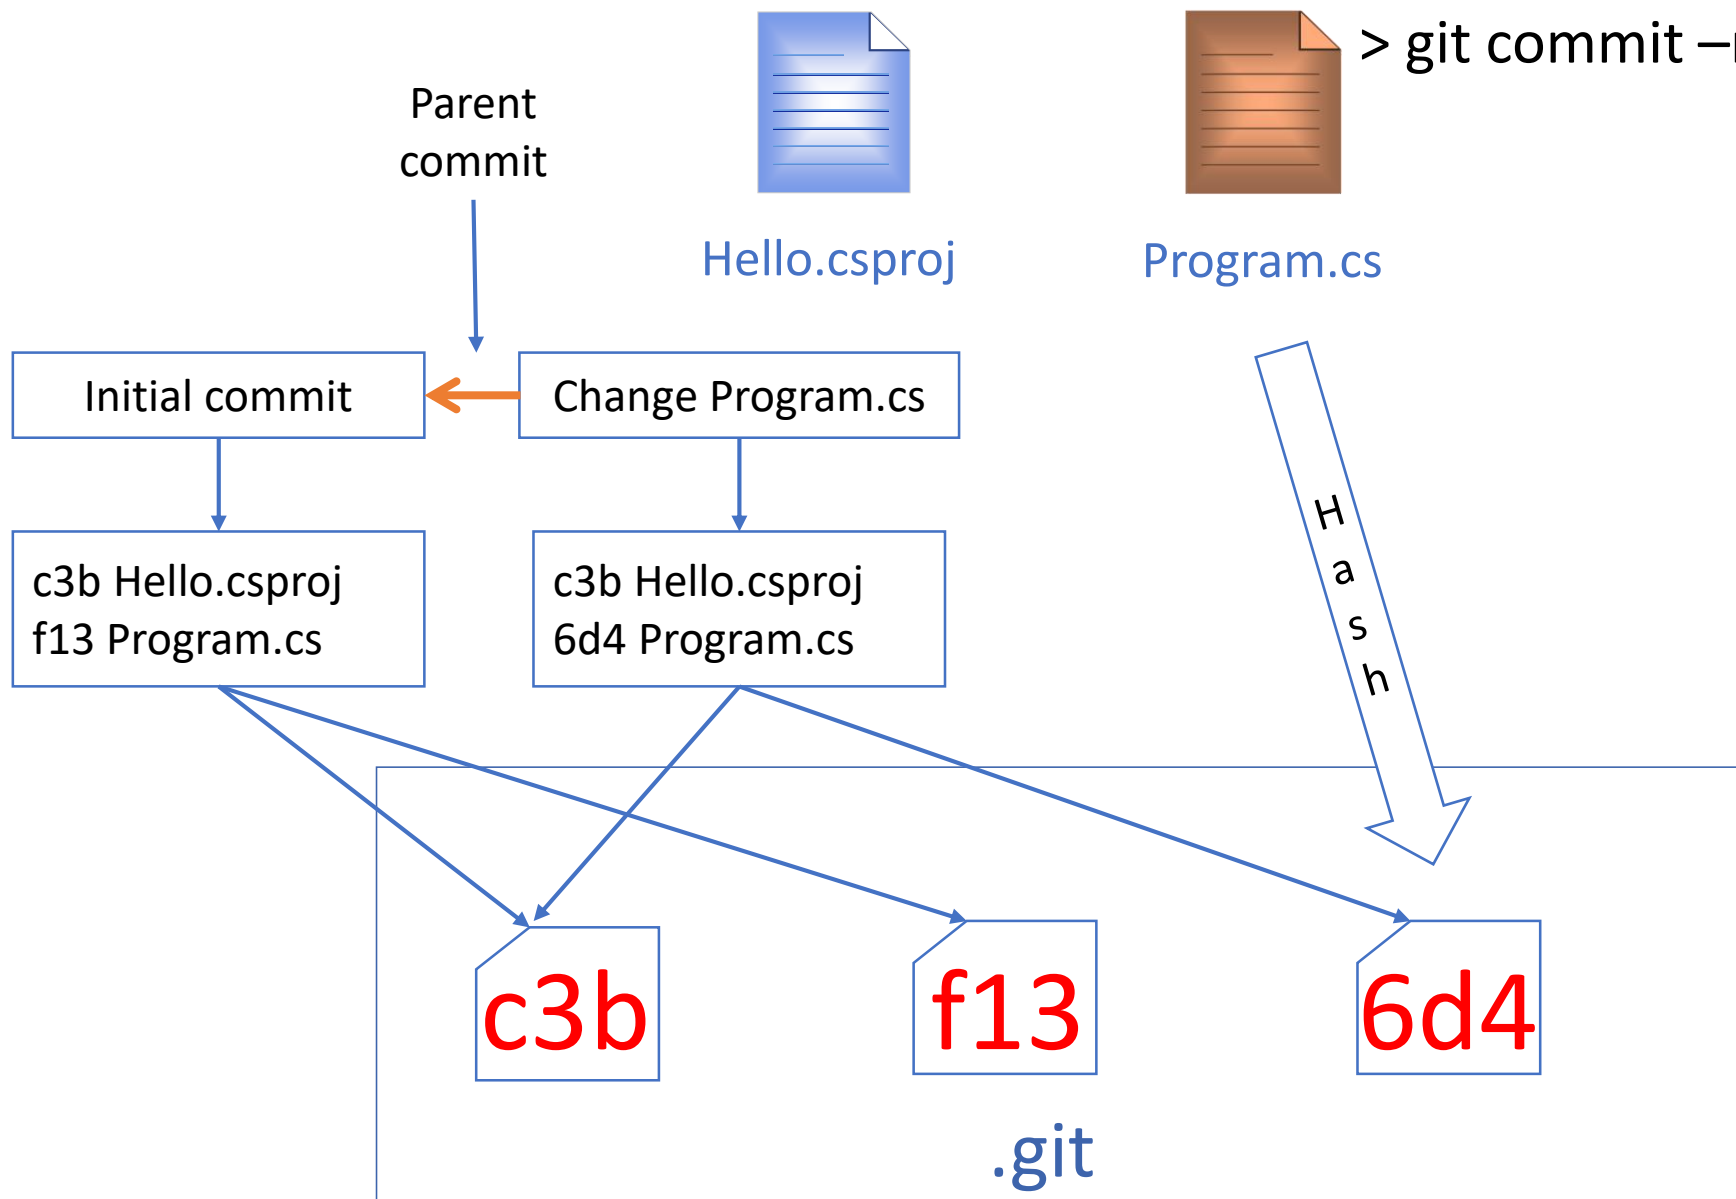 > git commit –
Parent
commit
Hello.csproj
Program.cs
Initial commit
Change Program.cs
c3b Hello.csproj
f13 Program.cs
c3b Hello.csproj
6d4 Program.cs
H
a
s
h
c3b
f13
6d4
.git